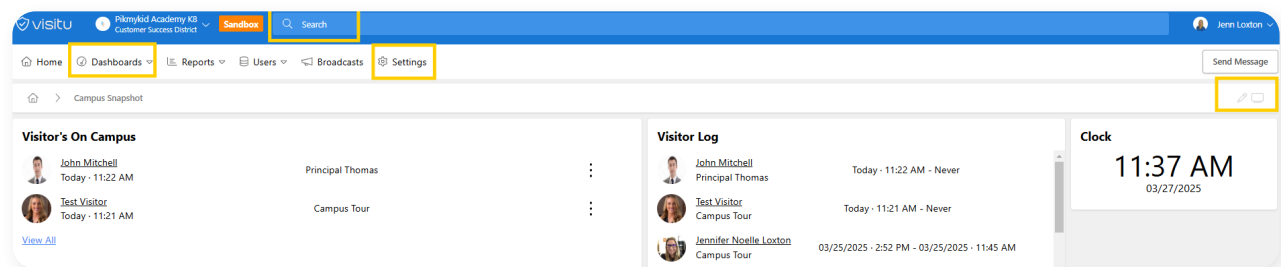 visitu
Pikmykid Academy KB
Customer Success District
Sandbox
Search
Jenn Loxton
Home
Dashboards
Reports
Users
Broadcasts
Settings
Send Message
Campus Snapshot
Visitor's On Campus
John Mitchell
Today · 11:22 AM
Principal Thomas
Test Visitor
Today · 11:21 AM
Campus Tour
View All
Visitor Log
John Mitchell
Principal Thomas
Today · 11:22 AM - Never
Test Visitor
Campus Tour
Today · 11:21 AM - Never
Jennifer Noelle Loxton
Campus Tour
03/25/2025 · 2:52 PM - 03/25/2025 · 11:45 AM
Clock
11:37 AM
03/27/2025